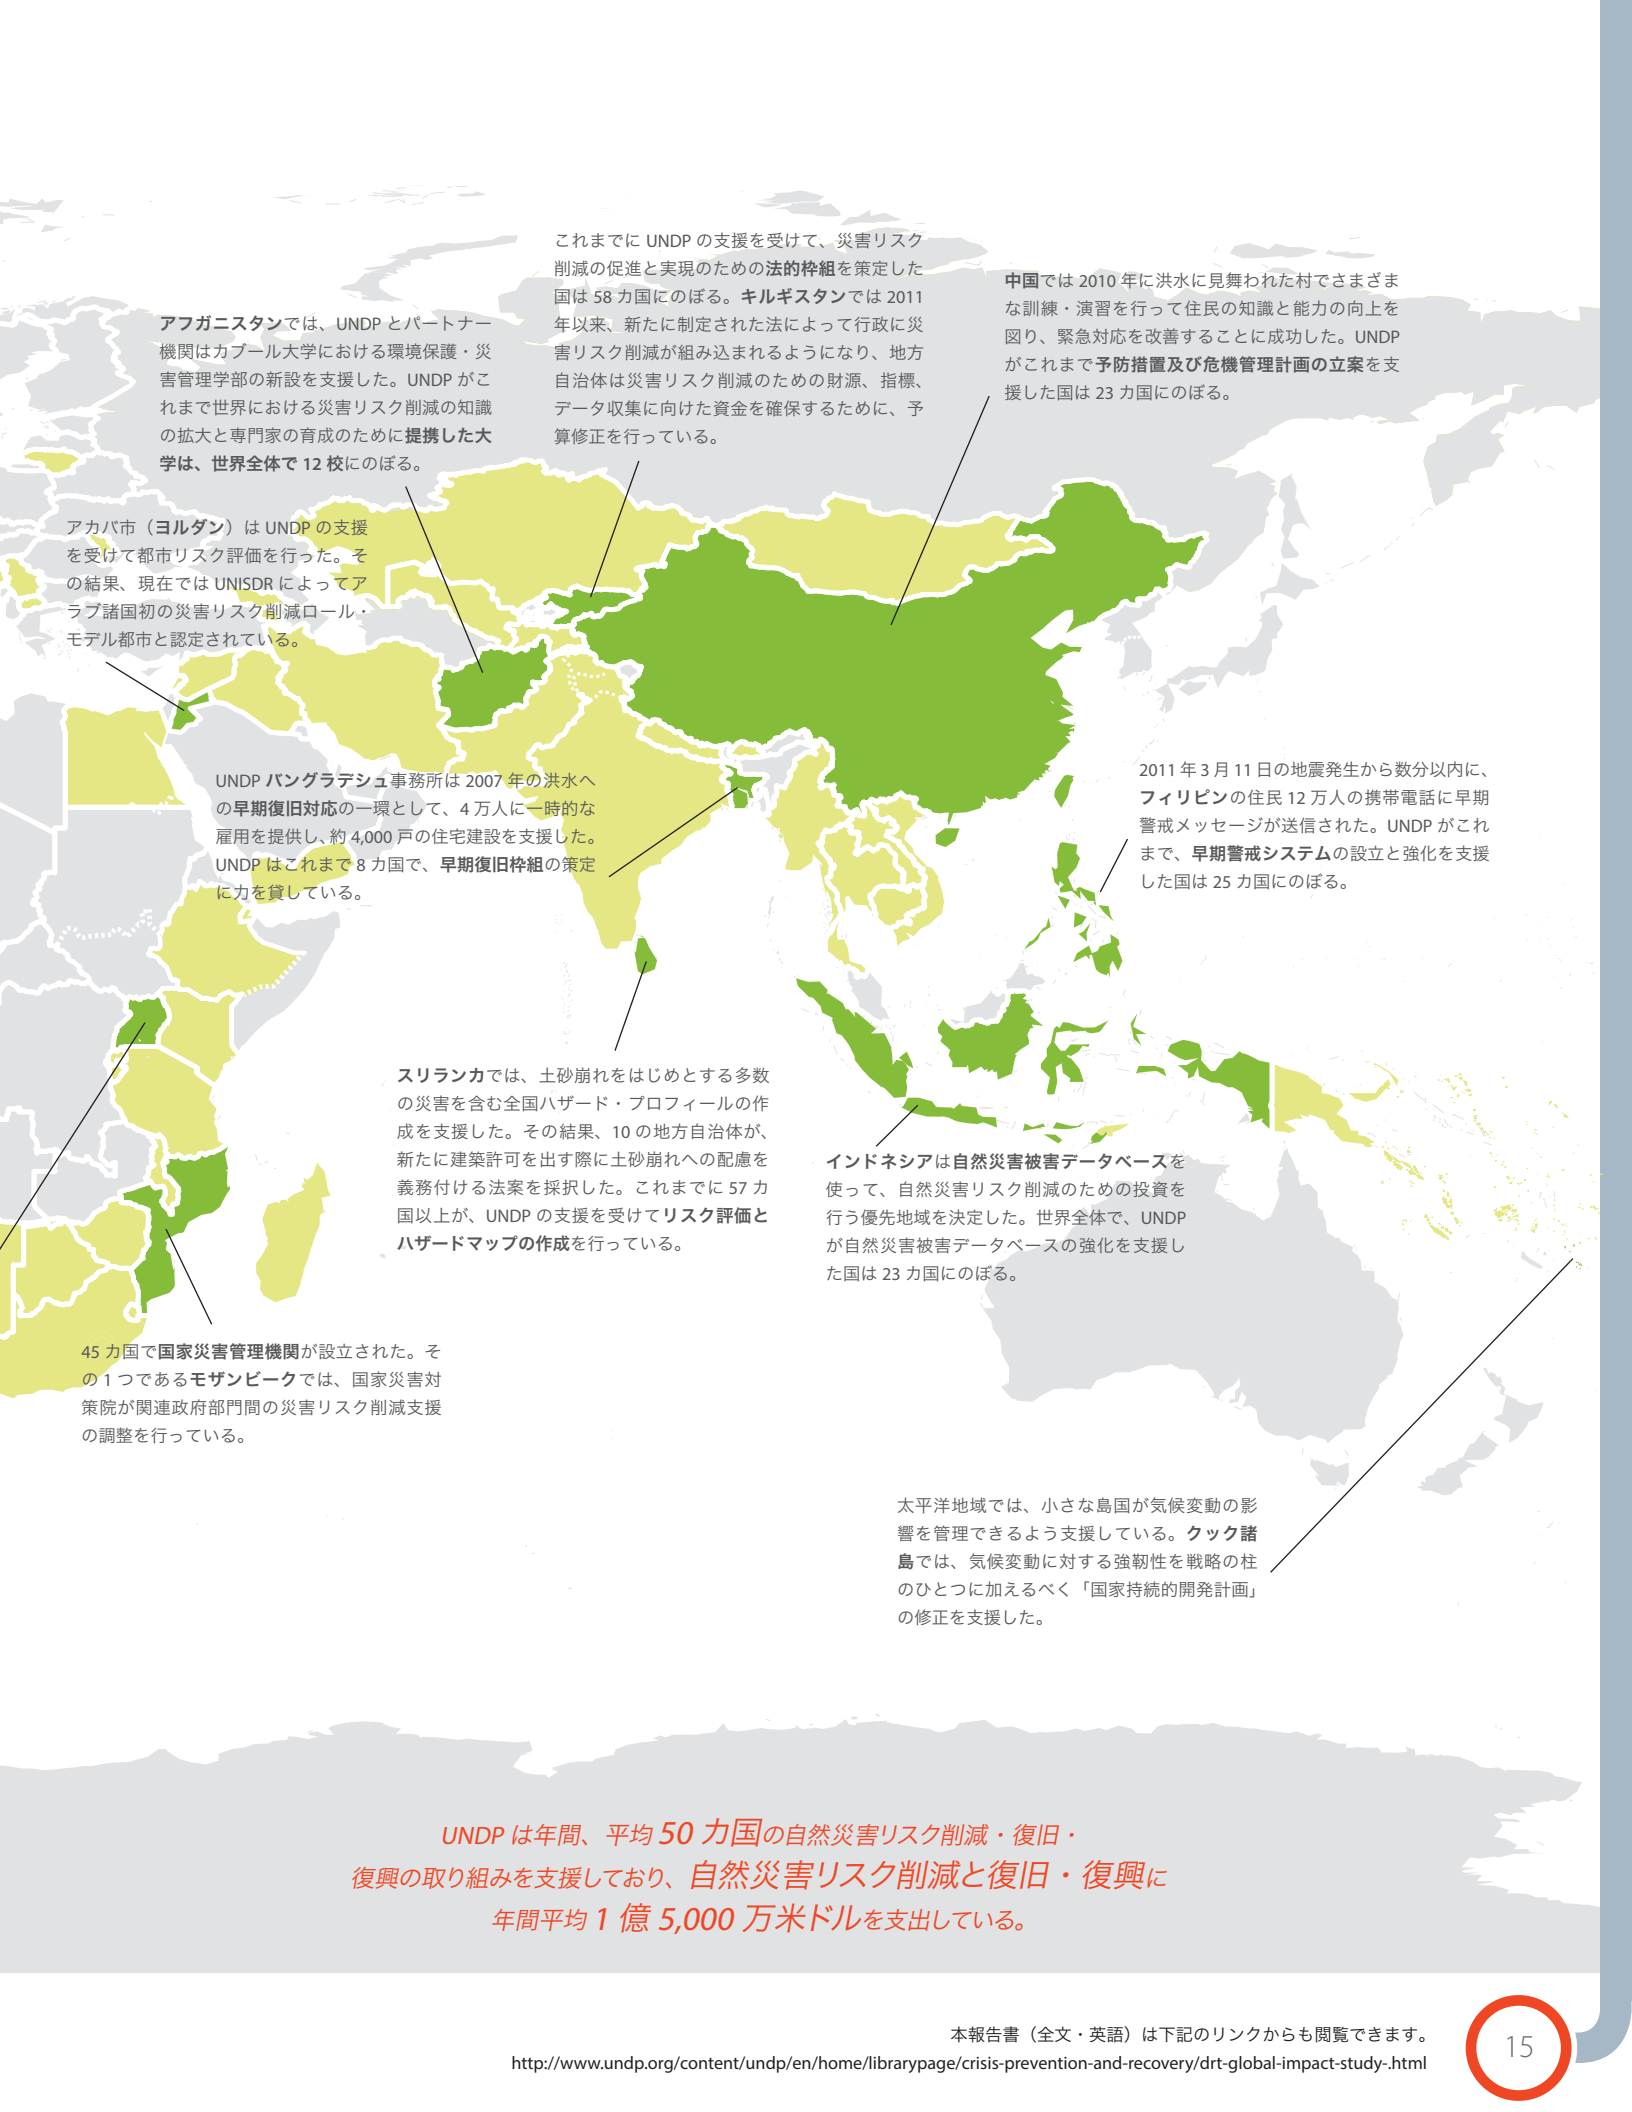 これまでに UNDP の支援を受けて、災害リスク
削減の促進と実現のための法的枠組を策定した
国は 58 カ国にのぼる。キルギスタンでは 2011
年以来、新たに制定された法によって行政に災
害リスク削減が組み込まれるようになり、地方
自治体は災害リスク削減のための財源、指標、
データ収集に向けた資金を確保するために、予
算修正を行っている。
中国では 2010 年に洪水に見舞われた村でさまざま
な訓練・演習を行って住民の知識と能力の向上を
図り、緊急対応を改善することに成功した。UNDP
がこれまで予防措置及び危機管理計画の立案を支
援した国は 23 カ国にのぼる。
アフガニスタンでは、UNDP とパートナー
機関はカブール大学における環境保護・災
害管理学部の新設を支援した。UNDP がこ
れまで世界における災害リスク削減の知識
の拡大と専門家の育成のために提携した大
学は、世界全体で 12 校にのぼる。
アカバ市（ヨルダン）は UNDP の支援
を受けて都市リスク評価を行った。そ
の結果、現在では UNISDR によってア
ラブ諸国初の災害リスク削減ロール・
モデル都市と認定されている。
UNDP バングラデシュ事務所は 2007 年の洪水へ
の早期復旧対応の一環として、4 万人に一時的な
雇用を提供し、約 4,000 戸の住宅建設を支援した。
UNDP はこれまで 8 カ国で、早期復旧枠組の策定
に力を貸している。
2011 年 3 月 11 日の地震発生から数分以内に、
フィリピンの住民 12 万人の携帯電話に早期
警戒メッセージが送信された。UNDP がこれ
まで、早期警戒システムの設立と強化を支援
した国は 25 カ国にのぼる。
スリランカでは、土砂崩れをはじめとする多数
の災害を含む全国ハザード・プロフィールの作
成を支援した。その結果、10 の地方自治体が、
新たに建築許可を出す際に土砂崩れへの配慮を
義務付ける法案を採択した。これまでに 57 カ
国以上が、UNDP の支援を受けてリスク評価と
ハザードマップの作成を行っている。
インドネシアは自然災害被害データベースを
使って、自然災害リスク削減のための投資を
行う優先地域を決定した。世界全体で、UNDP
が自然災害被害データベースの強化を支援し
た国は 23 カ国にのぼる。
45 カ国で国家災害管理機関が設立された。そ
の 1 つであるモザンビークでは、国家災害対
策院が関連政府部門間の災害リスク削減支援
の調整を行っている。
太平洋地域では、小さな島国が気候変動の影
響を管理できるよう支援している。クック諸
島では、気候変動に対する強靭性を戦略の柱
のひとつに加えるべく「国家持続的開発計画」
の修正を支援した。
UNDP は年間、平均 50 カ国の自然災害リスク削減・復旧・
復興の取り組みを支援しており、自然災害リスク削減と復旧・復興に
年間平均 1 億 5,000 万米ドルを支出している。
本報告書（全文・英語）は下記のリンクからも閲覧できます。
http://www.undp.org/content/undp/en/home/librarypage/crisis-prevention-and-recovery/drt-global-impact-study-.html
15